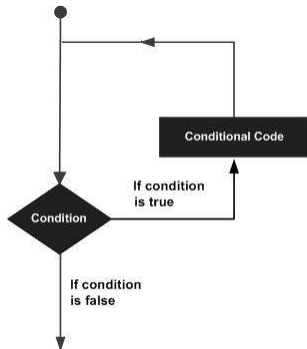 Conditional Code
If condition
is true
Condition
If condition
is false